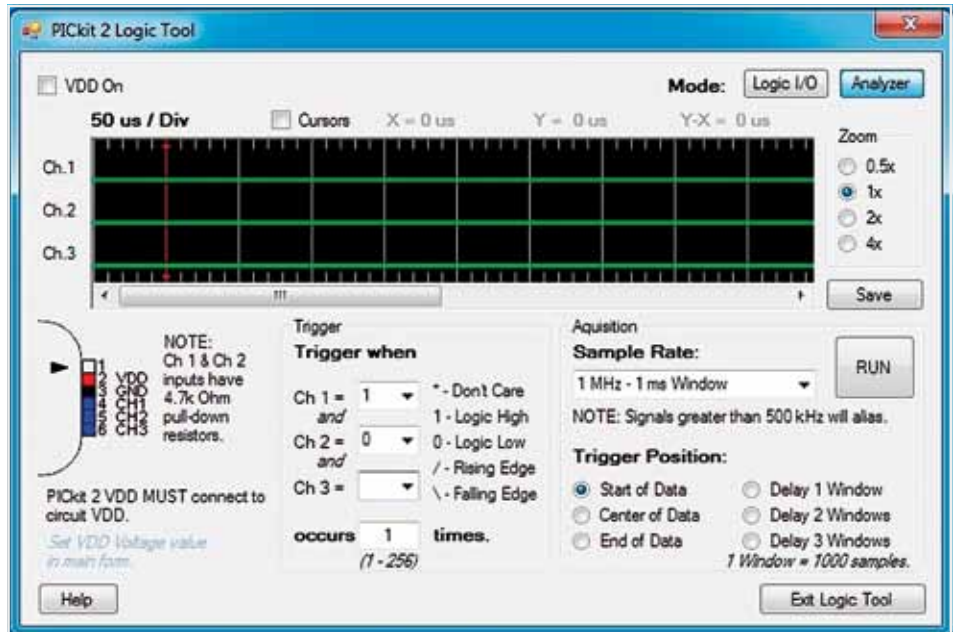 PICkit 2 Logic Tool
VDD On
Mode: Logic I/O Analyzer
50 us / Div Cursors X = 0 us Y = 0 us Y-X = 0 us
Zoom
0.5x
1x
2x
4x
Ch.1
Ch.2
Ch.3
Save
NOTE:
Ch 1 & Ch 2
inputs have
4.7k Ohm
pull-down
resistors.
1
2 VDD
3 GND
4 CH1
5 CH2
6 CH3
PICkit 2 VDD MUST connect to
circuit VDD.
Set VDD Voltage value
in main form.
Help
Trigger
Trigger when
Ch 1 = 1
and
Ch 2 = 0
and
Ch 3 =
* - Don't Care
1 - Logic High
0 - Logic Low
/ - Rising Edge
\ - Falling Edge
occurs 1 times.
(1 - 256)
Aquisition
Sample Rate:
1 MHz - 1 ms Window
NOTE: Signals greater than 500 kHz will alias.
RUN
Trigger Position:
Start of Data
Center of Data
End of Data
Delay 1 Window
Delay 2 Windows
Delay 3 Windows
1 Window = 1000 samples.
Exit Logic Tool